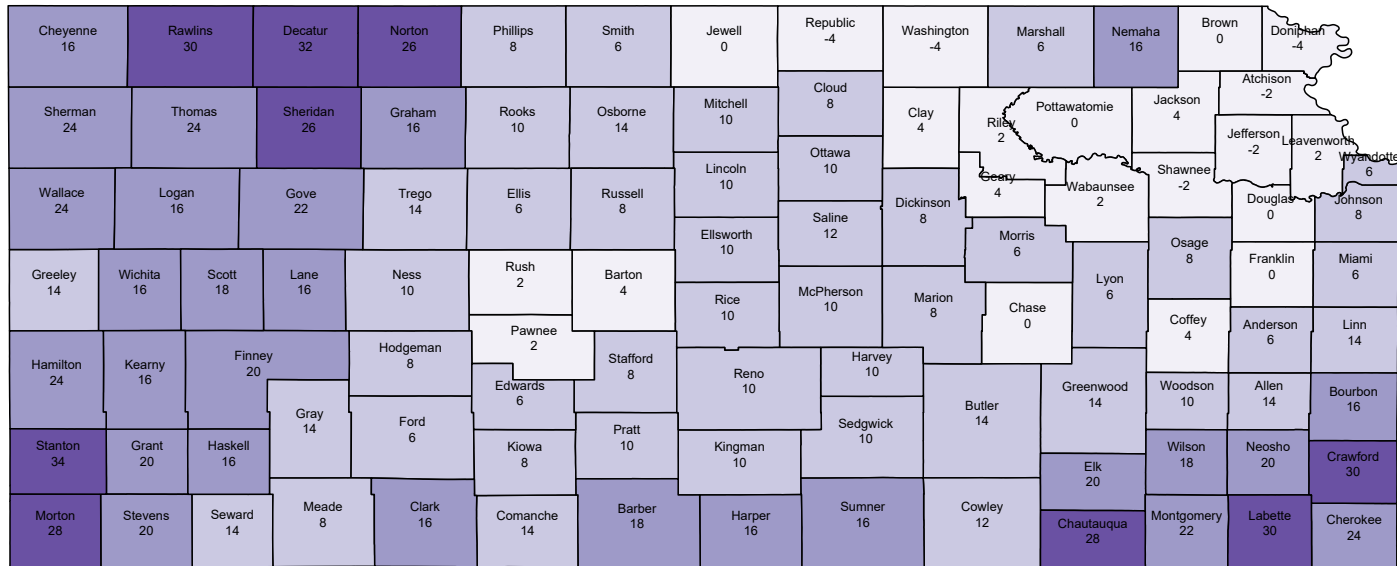 Cheyenne
16
Rawlins
30
Decatur
32
Norton
26
Phillips
8
Smith
6
Jewell
0
Republic
-4
Washington
-4
Marshall
6
Nemaha
16
Brown
0
Doniphan
-4
Sherman
24
Thomas
24
Sheridan
26
Graham
16
Rooks
10
Osborne
14
Mitchell
10
Cloud
8
Clay
4
Riley
2
Pottawatomie
0
Jackson
4
Atchison
-2
Jefferson
-2
Leavenworth
2
Wyandotte
6
Wallace
24
Logan
16
Gove
22
Trego
14
Ellis
6
Russell
8
Lincoln
10
Ottawa
10
Saline
12
Dickinson
8
Geary
4
Wabaunsee
2
Shawnee
-2
Douglas
0
Johnson
8
Greeley
14
Wichita
16
Scott
18
Lane
16
Ness
10
Rush
2
Barton
4
Ellsworth
10
Rice
10
McPherson
10
Marion
8
Morris
6
Chase
0
Lyon
6
Osage
8
Franklin
0
Miami
6
Hamilton
24
Kearny
16
Finney
20
Hodgeman
8
Pawnee
2
Edwards
6
Stafford
8
Reno
10
Harvey
10
Butler
14
Greenwood
14
Coffey
4
Anderson
6
Linn
14
Woodson
10
Allen
14
Bourbon
16
Stanton
34
Grant
20
Haskell
16
Gray
14
Ford
6
Kiowa
8
Pratt
10
Kingman
10
Sedgwick
10
Elk
20
Wilson
18
Neosho
20
Crawford
30
Morton
28
Stevens
20
Seward
14
Meade
8
Clark
16
Comanche
14
Barber
18
Harper
16
Sumner
16
Cowley
12
Chautauqua
28
Montgomery
22
Labette
30
Cherokee
24